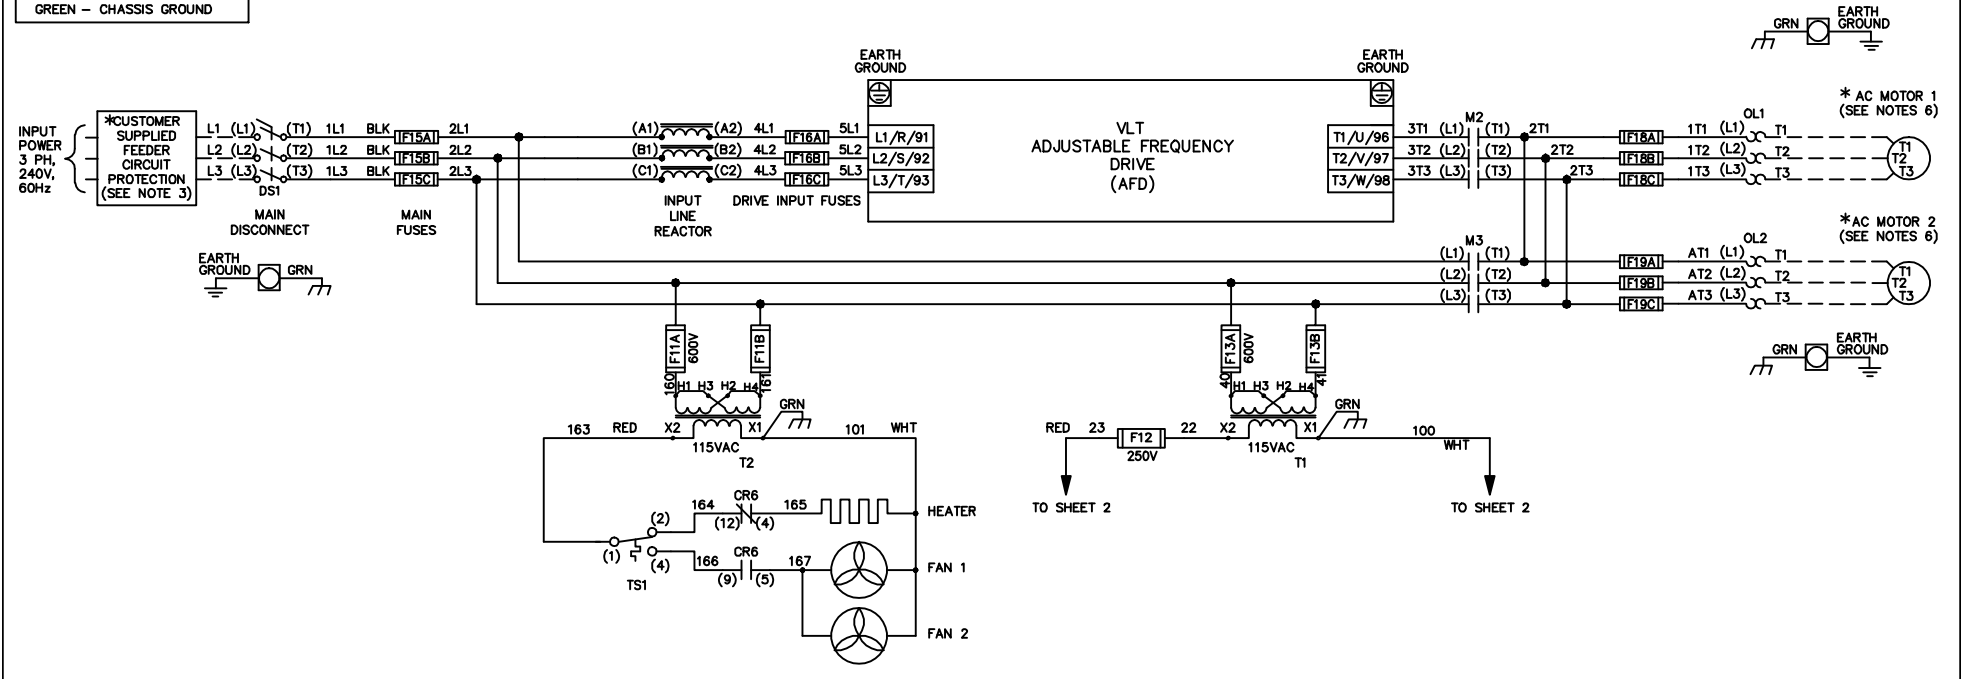 GREEN – CHASSIS GROUND
GRN
EARTH
GROUND
EARTH
GROUND
EARTH
GROUND
INPUT
POWER
3 PH,
240V,
60Hz
*CUSTOMER
SUPPLIED
FEEDER
CIRCUIT
PROTECTION
(SEE NOTE 3)
L1 (L1) (T1) 1L1 BLK F15A 2L1
L2 (L2) (T2) 1L2 BLK F15B 2L2
L3 (L3) (T3) 1L3 BLK F15C 2L3
DS1
MAIN
DISCONNECT
MAIN
FUSES
(A1) (A2) 4L1 F16A 5L1 L1/R/91
(B1) (B2) 4L2 F16B 5L2 L2/S/92
(C1) (C2) 4L3 F16C 5L3 L3/T/93
INPUT
LINE
REACTOR
DRIVE INPUT FUSES
VLT
ADJUSTABLE FREQUENCY
DRIVE
(AFD)
M2
T1/U/96 3T1 (L1) (T1) 2T1 F18A 1T1 (L1) T1
T2/V/97 3T2 (L2) (T2) 2T2 F18B 1T2 (L2) T2
T3/W/98 3T3 (L3) (T3) 2T3 F18C 1T3 (L3) T3
OL1
* AC MOTOR 1
(SEE NOTES 6)
T1
T2
T3
EARTH
GROUND
GRN
M3
(L1) (T1) F19A AT1 (L1) T1
(L2) (T2) F19B AT2 (L2) T2
(L3) (T3) F19C AT3 (L3) T3
OL2
*AC MOTOR 2
(SEE NOTES 6)
T1
T2
T3
GRN
EARTH
GROUND
F11A
600V
F11B
160
161
H1 H3 H2 H4
GRN
163 RED X2 X1 101 WHT
115VAC
T2
F13A
600V
F13B
40
41
H1 H3 H2 H4
GRN
RED 23 F12 22 X2 X1 100
WHT
250V
115VAC
T1
TO SHEET 2
TO SHEET 2
CR6
164 165
(2) (12) (4)
HEATER
(1)
(4)
TS1
CR6
166 167
(9) (5)
FAN 1
FAN 2